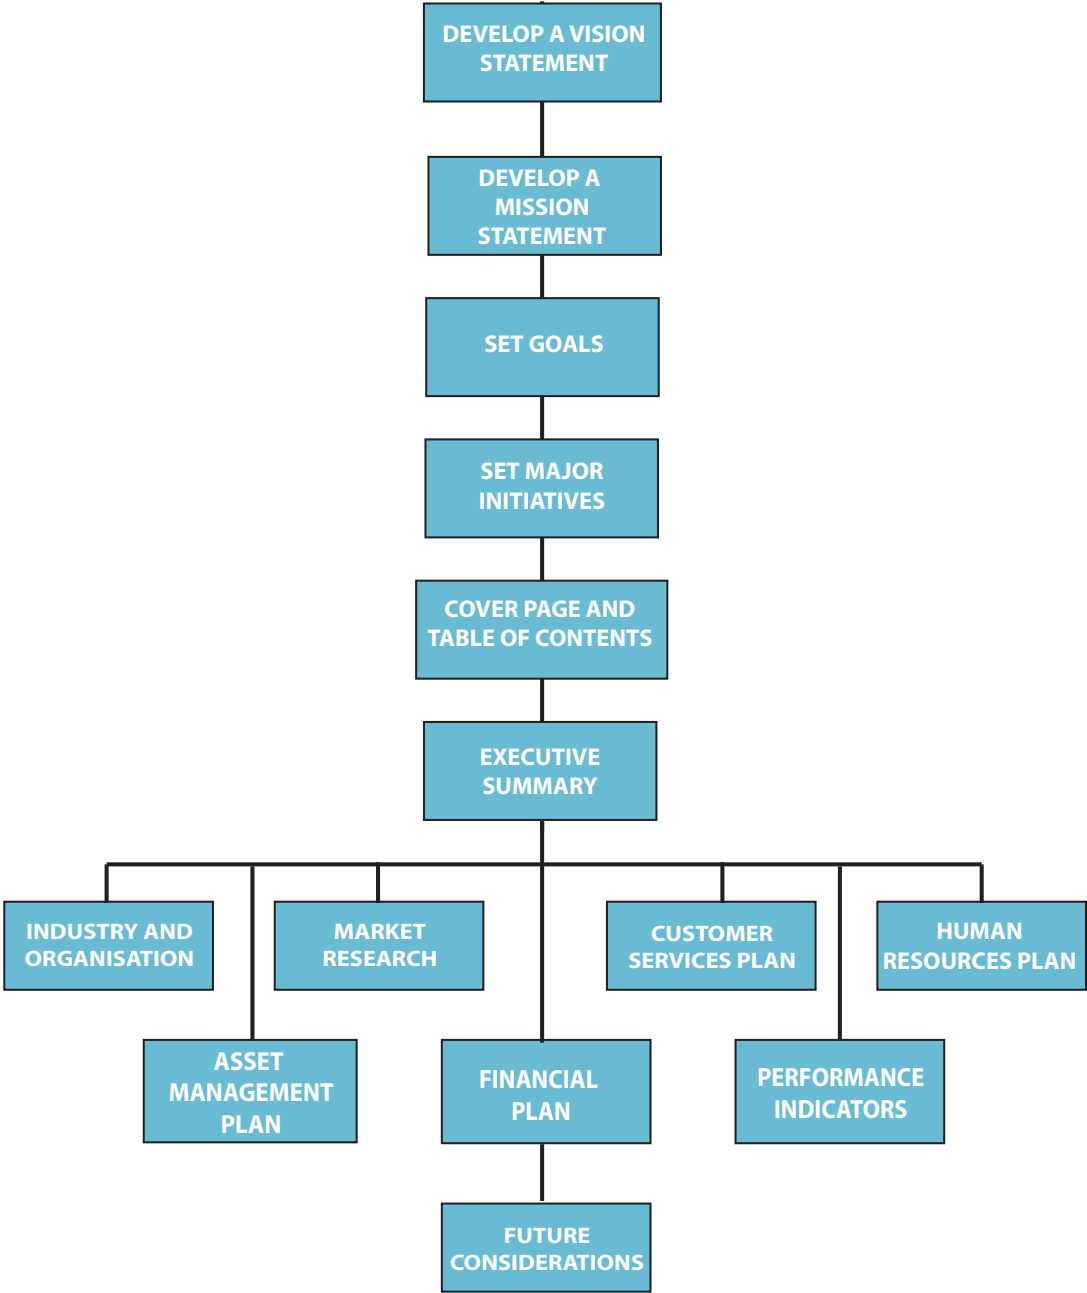 DEVELOP A VISION
STATEMENT
DEVELOP A
MISSION
STATEMENT
SET GOALS
SET MAJOR
INITIATIVES
COVER PAGE AND
TABLE OF CONTENTS
EXECUTIVE
SUMMARY
INDUSTRY AND
ORGANISATION
MARKET
RESEARCH
CUSTOMER
SERVICES PLAN
HUMAN
RESOURCES PLAN
ASSET
MANAGEMENT
PLAN
FINANCIAL
PLAN
PERFORMANCE
INDICATORS
FUTURE
CONSIDERATIONS